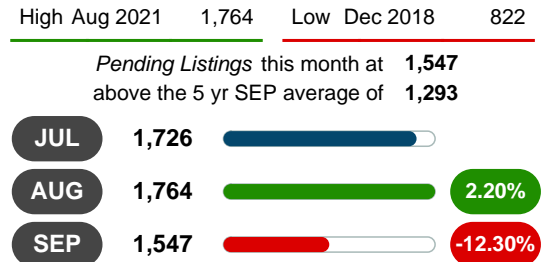 High Aug 2021 1,764 Low Dec 2018 822
Pending Listings this month at 1,547
above the 5 yr SEP average of 1,293
JUL 1,726
AUG 1,764 2.20%
SEP 1,547 -12.30%